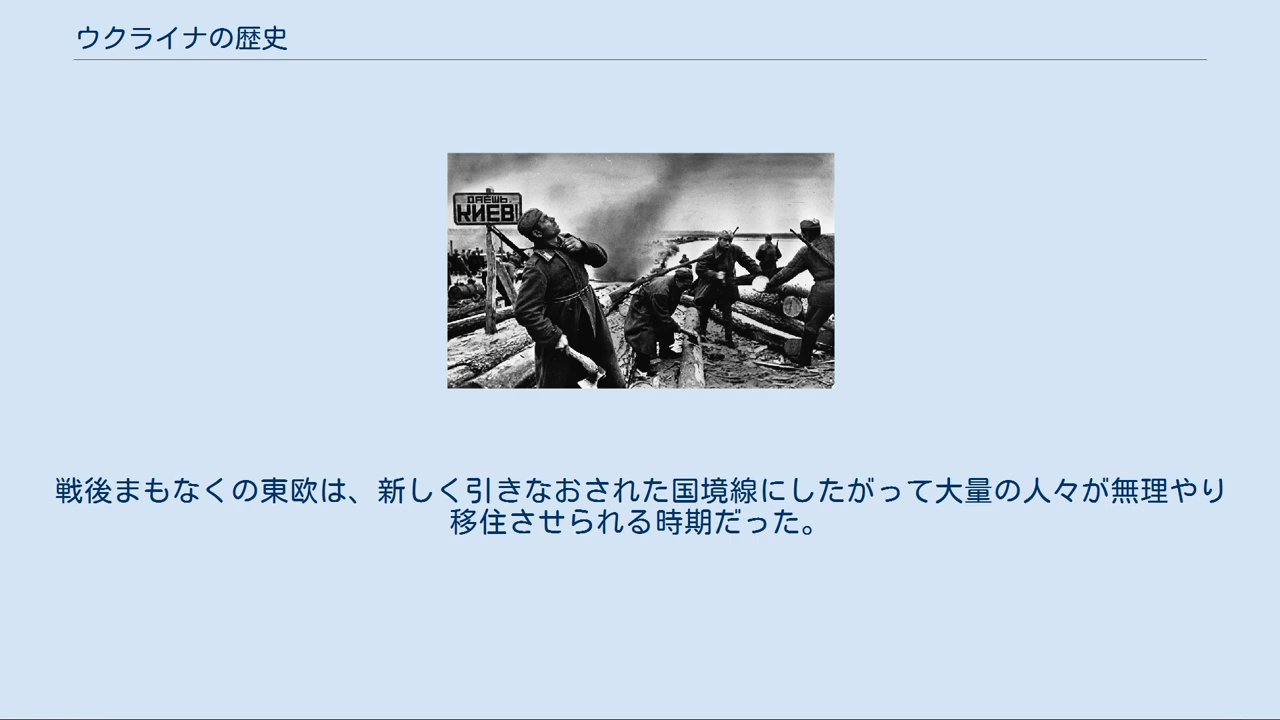 ウクライナの歴史
ДАЁШЬ
КИЕВ!
戦後まもなくの東欧は、新しく引きなおされた国境線にしたがって大量の人々が無理やり
移住させられる時期だった。